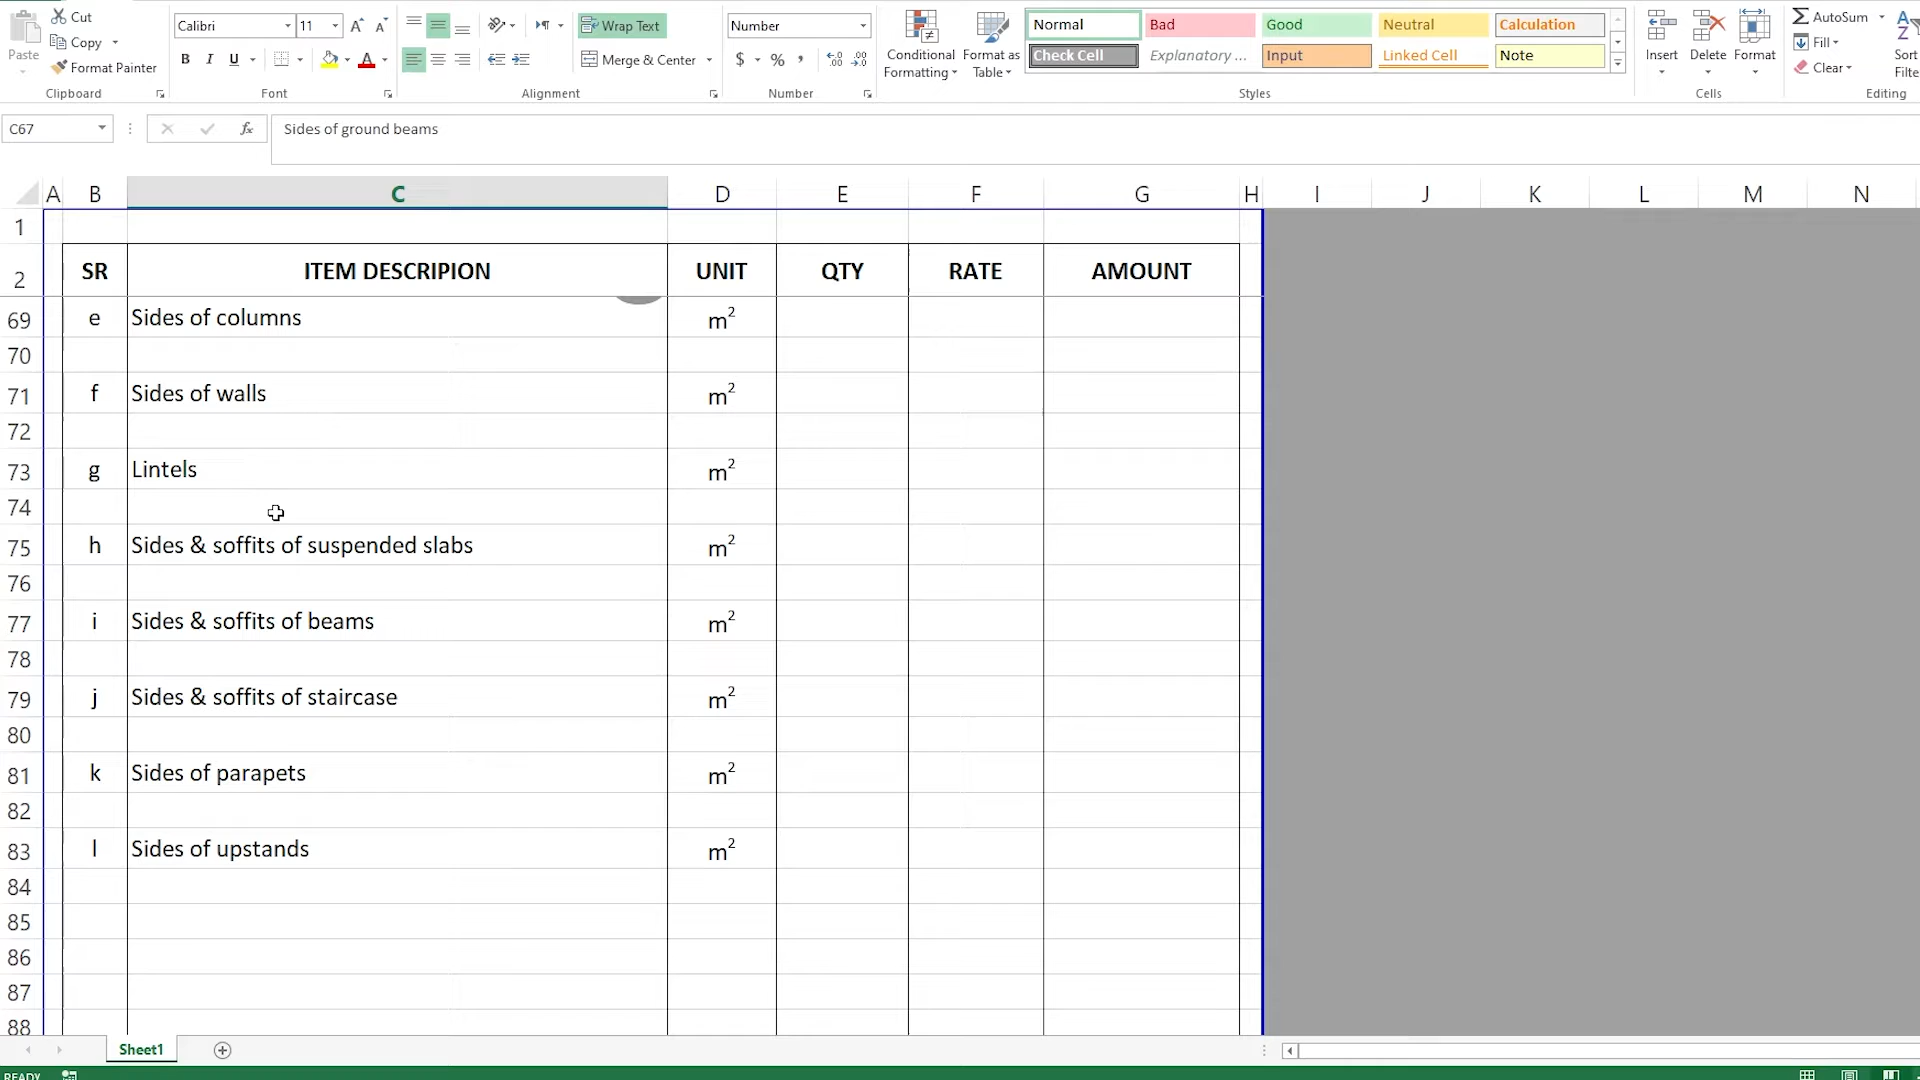 Cut
Copy
Format Painter
Paste
Clipboard
Calibri
11
A A
B I U A
Font
Wrap Text
Merge & Center
Alignment
Number
$ % ,
Number
Conditional
Formatting
Format as
Table
Normal
Bad
Good
Neutral
Calculation
Check Cell
Explanatory ...
Input
Linked Cell
Note
Styles
Insert
Delete
Format
Cells
AutoSum
Fill
Clear
Sort
Filte
Editing
C67
fx
Sides of ground beams
A B C D E F G H I J K L M N
1
2 SR ITEM DESCRIPION UNIT QTY RATE AMOUNT
69 e Sides of columns m²
70
71 f Sides of walls m²
72
73 g Lintels m²
74
75 h Sides & soffits of suspended slabs m²
76
77 i Sides & soffits of beams m²
78
79 j Sides & soffits of staircase m²
80
81 k Sides of parapets m²
82
83 l Sides of upstands m²
84
85
86
87
88
Sheet1
READY